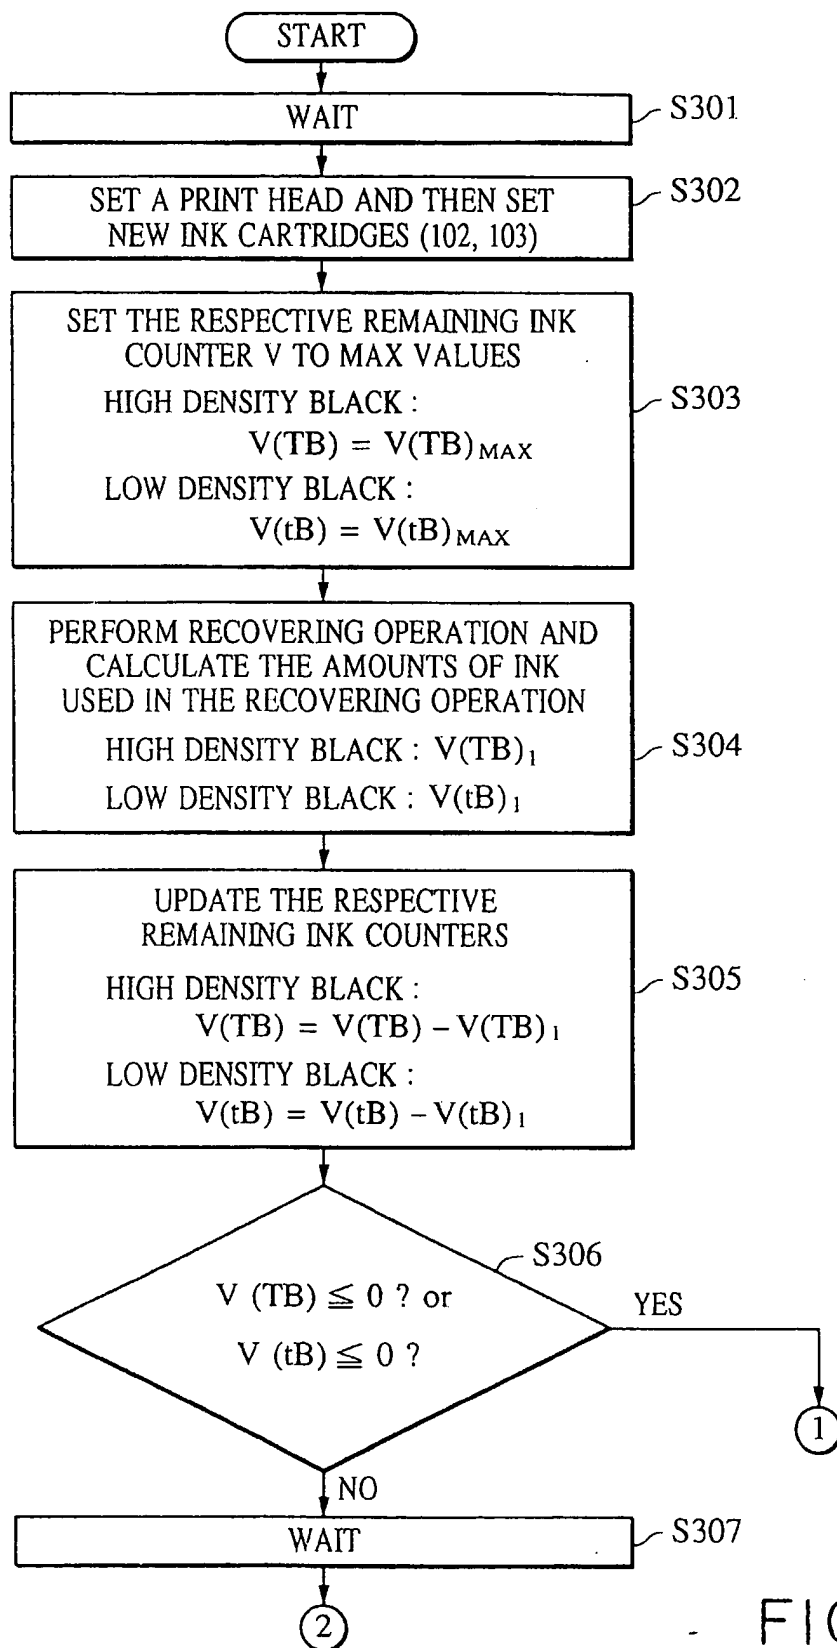 START
WAIT
S301
SET A PRINT HEAD AND THEN SET
NEW INK CARTRIDGES (102, 103)
S302
SET THE RESPECTIVE REMAINING INK
COUNTER V TO MAX VALUES
HIGH DENSITY BLACK :
V(TB) = V(TB)MAX
LOW DENSITY BLACK :
V(tB) = V(tB)MAX
S303
PERFORM RECOVERING OPERATION AND
CALCULATE THE AMOUNTS OF INK
USED IN THE RECOVERING OPERATION
HIGH DENSITY BLACK : V(TB)1
LOW DENSITY BLACK : V(tB)1
S304
UPDATE THE RESPECTIVE
REMAINING INK COUNTERS
HIGH DENSITY BLACK :
V(TB) = V(TB) – V(TB)1
LOW DENSITY BLACK :
V(tB) = V(tB) – V(tB)1
S305
S306
V (TB) ≦ 0 ? or
V (tB) ≦ 0 ?
YES
1
NO
WAIT
S307
2